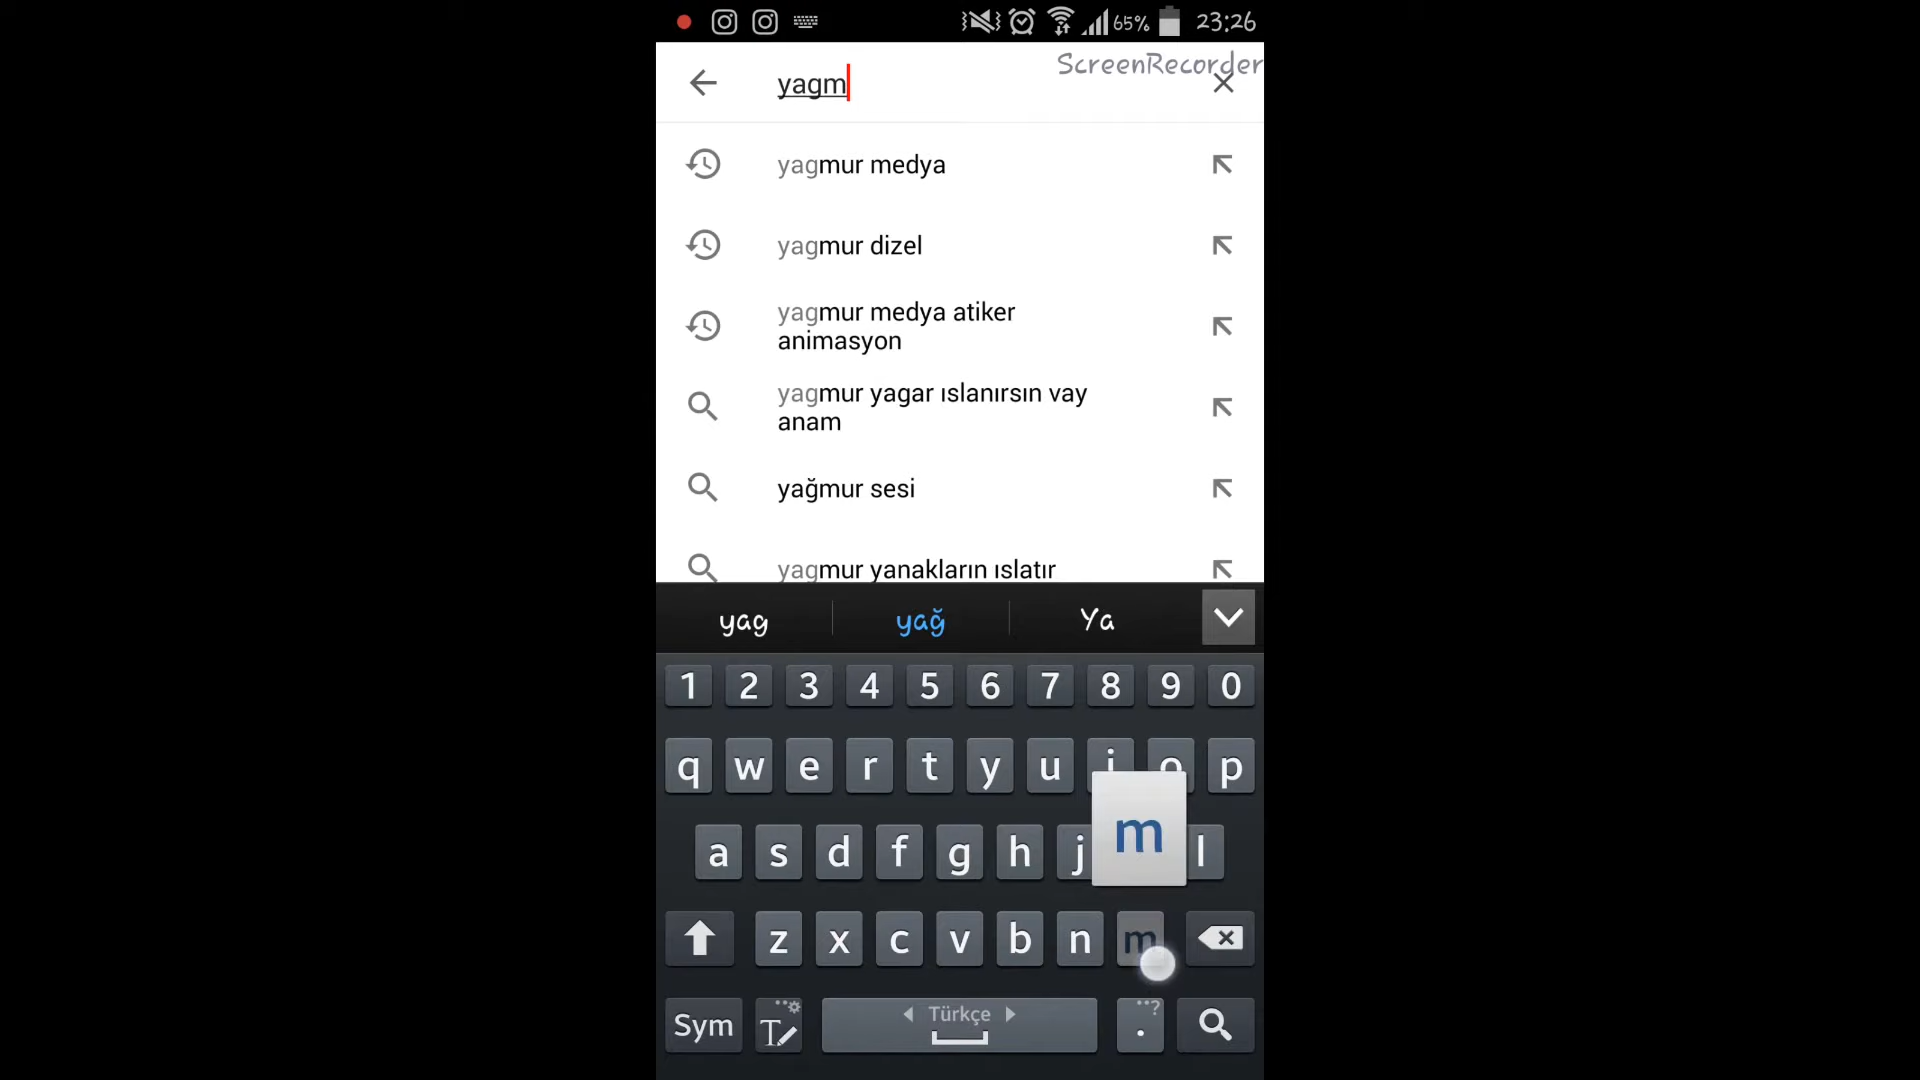 65% 23:26
ScreenRecorder
yagm
yagmur medya
yagmur dizel
yagmur medya atiker
animasyon
yagmur yagar ıslanırsın vay
anam
yağmur sesi
yagmur yanakların ıslatır
yag yağ Ya
1 2 3 4 5 6 7 8 9 0
q w e r t y u i o p
m
a s d f g h j l
z x c v b n m
Sym T Türkçe . ?